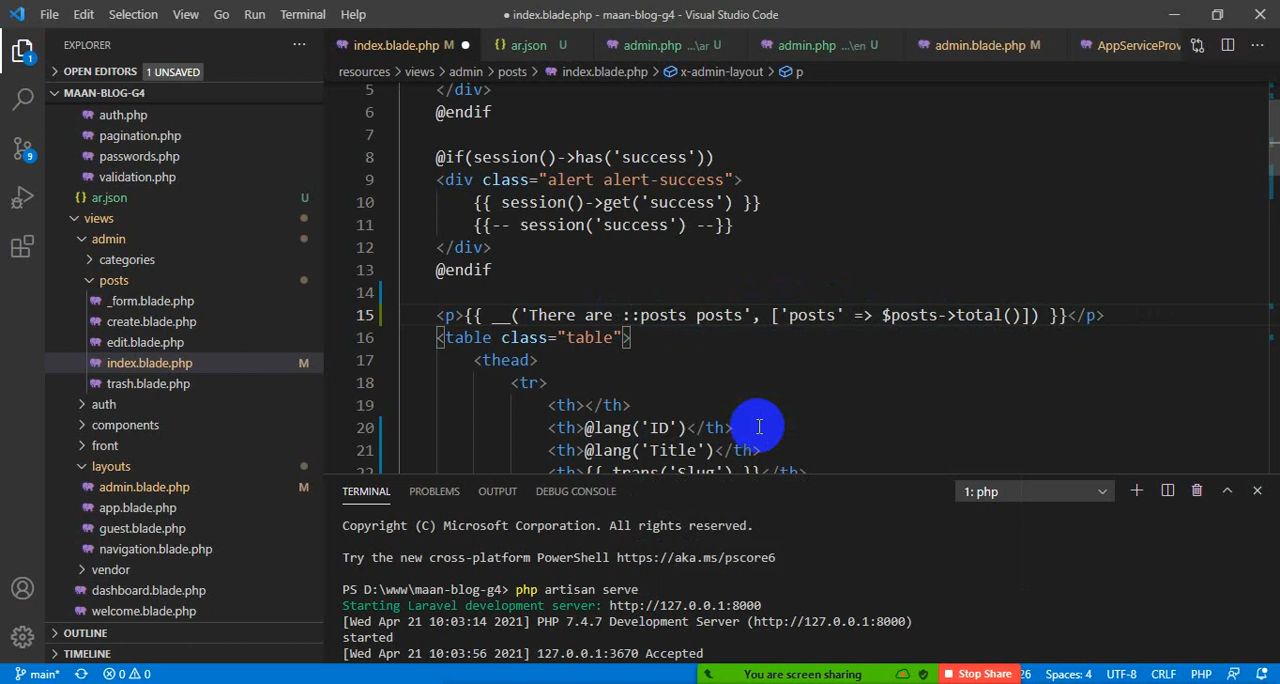 File Edit Selection View Go Run Terminal Help
● index.blade.php - maan-blog-g4 - Visual Studio Code
EXPLORER
index.blade.php M ●
ar.json U
admin.php ...\ar U
admin.php ...\en U
admin.blade.php M
AppServiceProv
1
OPEN EDITORS 1 UNSAVED
resources > views > admin > posts > index.blade.php > x-admin-layout > p
MAAN-BLOG-G4
auth.php
pagination.php
passwords.php
validation.php
ar.json U
views
admin
categories
posts
_form.blade.php
create.blade.php
edit.blade.php
index.blade.php M
trash.blade.php
auth
components
front
layouts
admin.blade.php M
app.blade.php
guest.blade.php
navigation.blade.php
vendor
dashboard.blade.php
welcome.blade.php
OUTLINE
TIMELINE
9
5 </div>
6 @endif
7
8 @if(session()->has('success'))
9 <div class="alert alert-success">
10 {{ session()->get('success') }}
11 {{-- session('success') --}}
12 </div>
13 @endif
14
15 <p>{{ __('There are ::posts posts', ['posts' => $posts->total()]) }}</p>
16 <table class="table">
17 <thead>
18 <tr>
19 <th></th>
20 <th>@lang('ID')</th>
21 <th>@lang('Title')</th>
22 <th>{{ trans('Slug') }}</th>
TERMINAL PROBLEMS OUTPUT DEBUG CONSOLE
1: php
Copyright (C) Microsoft Corporation. All rights reserved.
Try the new cross-platform PowerShell https://aka.ms/pscore6
PS D:\www\maan-blog-g4> php artisan serve
Starting Laravel development server: http://127.0.0.1:8000
[Wed Apr 21 10:03:14 2021] PHP 7.4.7 Development Server (http://127.0.0.1:8000)
started
[Wed Apr 21 10:03:56 2021] 127.0.0.1:3670 Accepted
main* 0 0
You are screen sharing
Stop Share
26 Spaces: 4 UTF-8 CRLF PHP